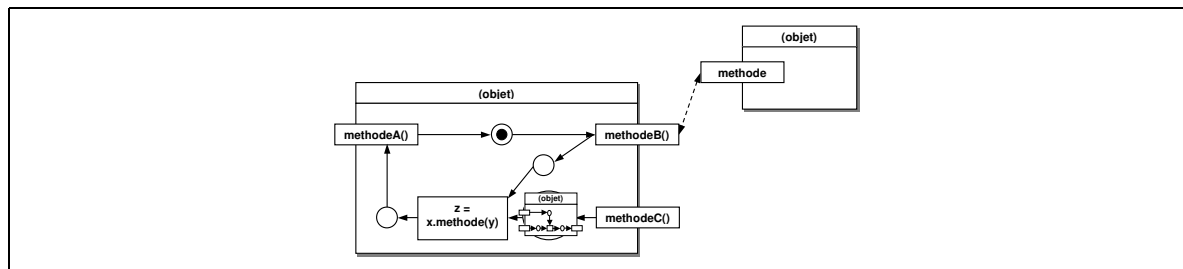 (objet)
methode
(objet)
methodeA()
methodeB()
(objet)
z =
x.methode(y)
methodeC()